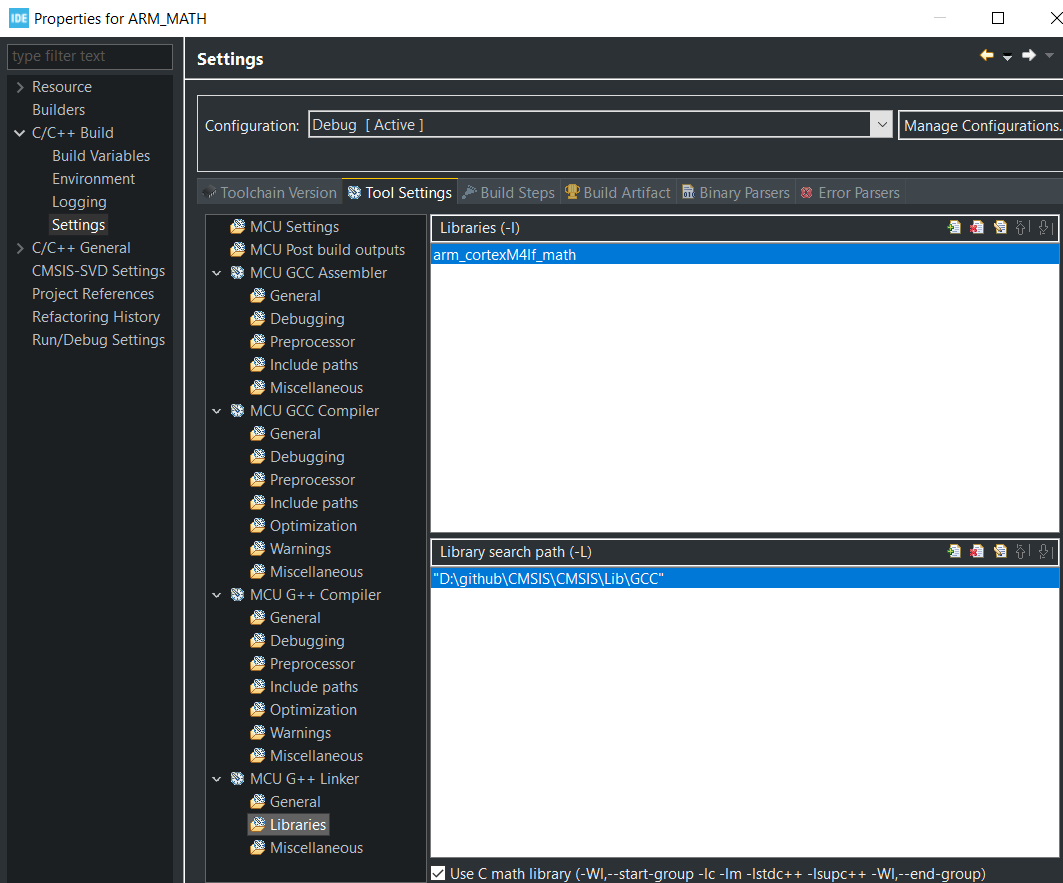 IDE Properties for ARM_MATH
type filter text
Resource
Builders
C/C++ Build
Build Variables
Environment
Logging
Settings
C/C++ General
CMSIS-SVD Settings
Project References
Refactoring History
Run/Debug Settings
Settings
Configuration: Debug [ Active ] Manage Configurations.
Toolchain Version Tool Settings Build Steps Build Artifact Binary Parsers Error Parsers
MCU Settings
MCU Post build outputs
MCU GCC Assembler
General
Debugging
Preprocessor
Include paths
Miscellaneous
MCU GCC Compiler
General
Debugging
Preprocessor
Include paths
Optimization
Warnings
Miscellaneous
MCU G++ Compiler
General
Debugging
Preprocessor
Include paths
Optimization
Warnings
Miscellaneous
MCU G++ Linker
General
Libraries
Miscellaneous
Libraries (-l)
arm_cortexM4lf_math
Library search path (-L)
"D:\github\CMSIS\CMSIS\Lib\GCC"
Use C math library (-Wl,--start-group -lc -lm -lstdc++ -lsupc++ -Wl,--end-group)